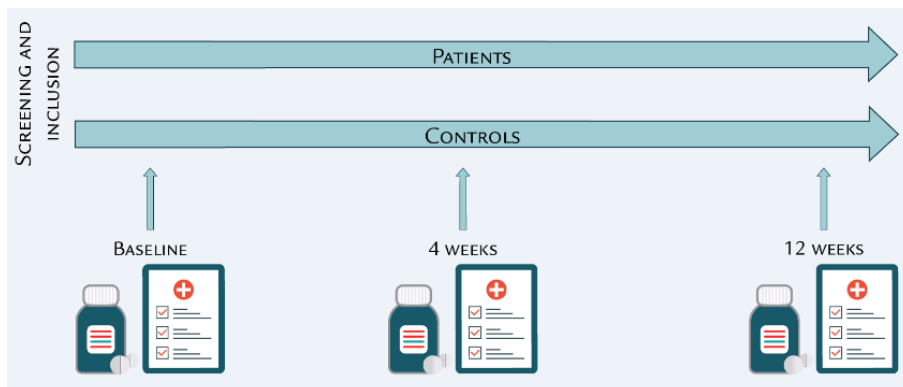 SCREENING AND
INCLUSION
PATIENTS
CONTROLS
BASELINE
4 WEEKS
12 WEEKS